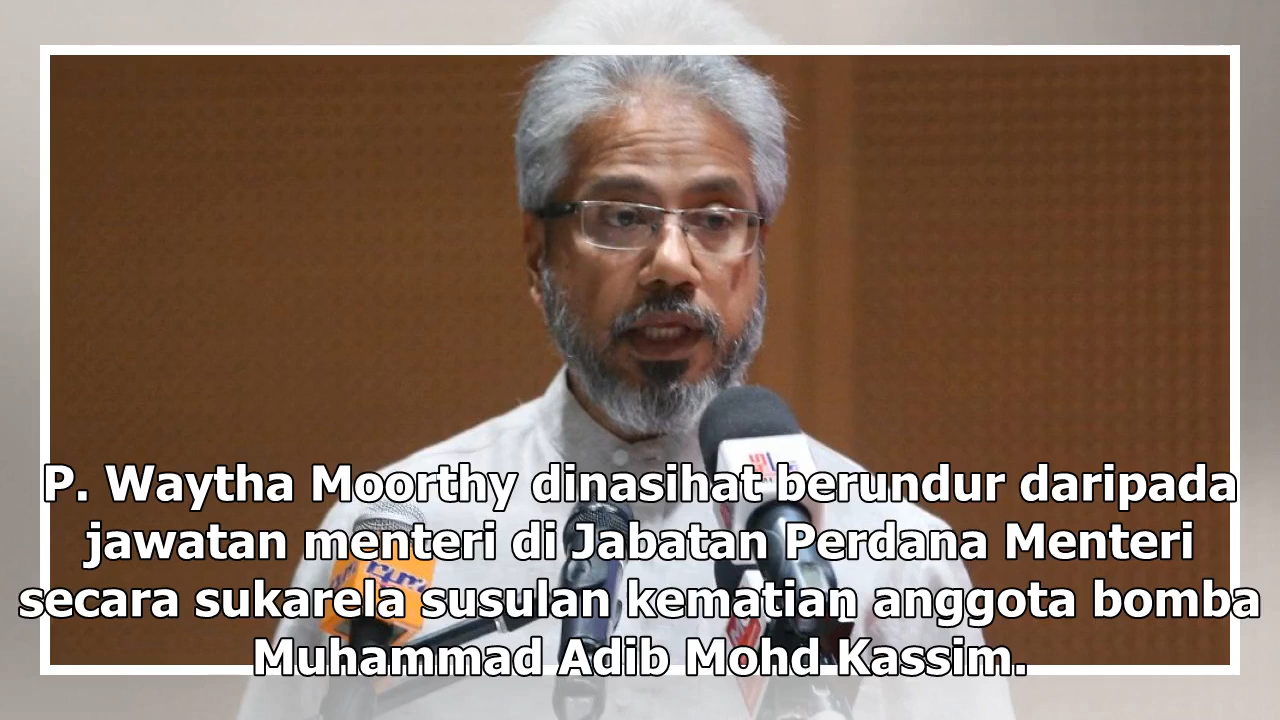 P. Waytha Moorthy dinasihat berundur daripada
jawatan menteri di Jabatan Perdana Menteri
secara sukarela susulan kematian anggota bomba
Muhammad Adib Mohd Kassim.